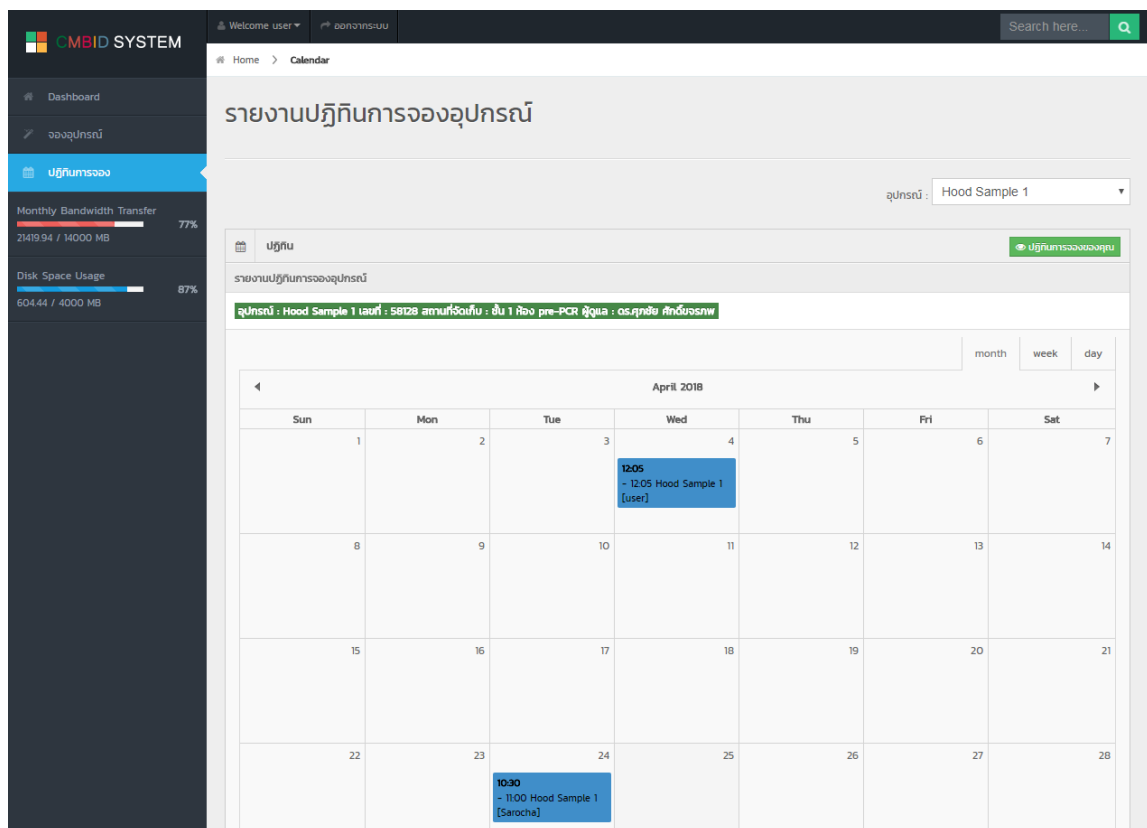 CMBID SYSTEM
Welcome user
ออกจากระบบ
Search here...
Home > Calendar
Dashboard
จองอุปกรณ์
ปฏิทินการจอง
Monthly Bandwidth Transfer
77%
21419.94 / 14000 MB
Disk Space Usage
87%
604.44 / 4000 MB
รายงานปฏิทินการจองอุปกรณ์
อุปกรณ์ : Hood Sample 1
ปฏิทิน
ปฏิทินการจองของคุณ
รายงานปฏิทินการจองอุปกรณ์
อุปกรณ์ : Hood Sample 1 เลขที่ : 58128 สถานที่จัดเก็บ : ชั้น 1 ห้อง pre-PCR ผู้ดูแล : ดร.ศุภชัย ศักดิ์ขจรภพ
month week day
April 2018
Sun Mon Tue Wed Thu Fri Sat
1 2 3 4 5 6 7
12:05
- 12:05 Hood Sample 1
[user]
8 9 10 11 12 13 14
15 16 17 18 19 20 21
22 23 24 25 26 27 28
10:30
- 11:00 Hood Sample 1
[Sarocha]